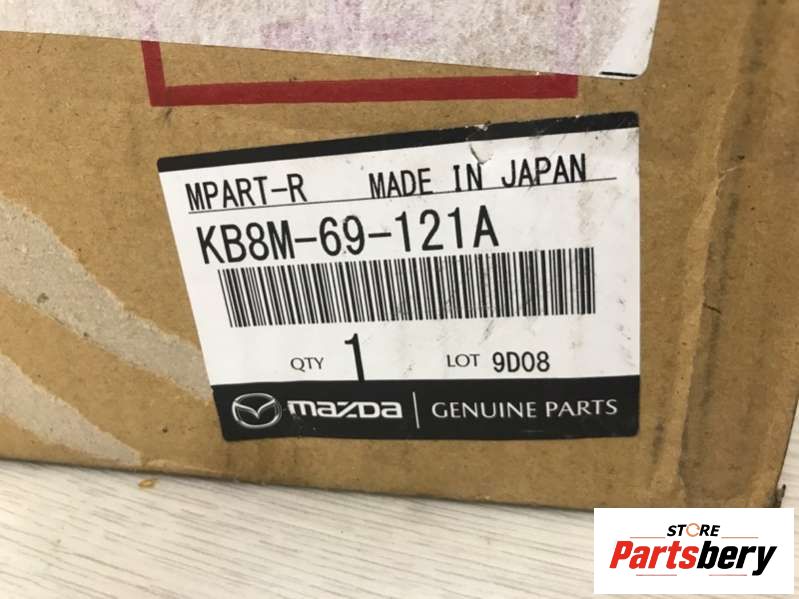 MPART-R MADE IN JAPAN
KB8M-69-121A
QTY 1 LOT 9D08
mazda GENUINE PARTS
STORE
Partsbery